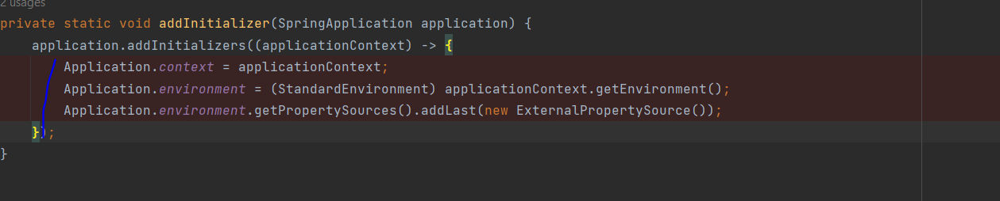 2 usages
private static void addInitializer(SpringApplication application) {
    application.addInitializers((applicationContext) -> {
        Application.context = applicationContext;
        Application.environment = (StandardEnvironment) applicationContext.getEnvironment();
        Application.environment.getPropertySources().addLast(new ExternalPropertySource());
    });
}